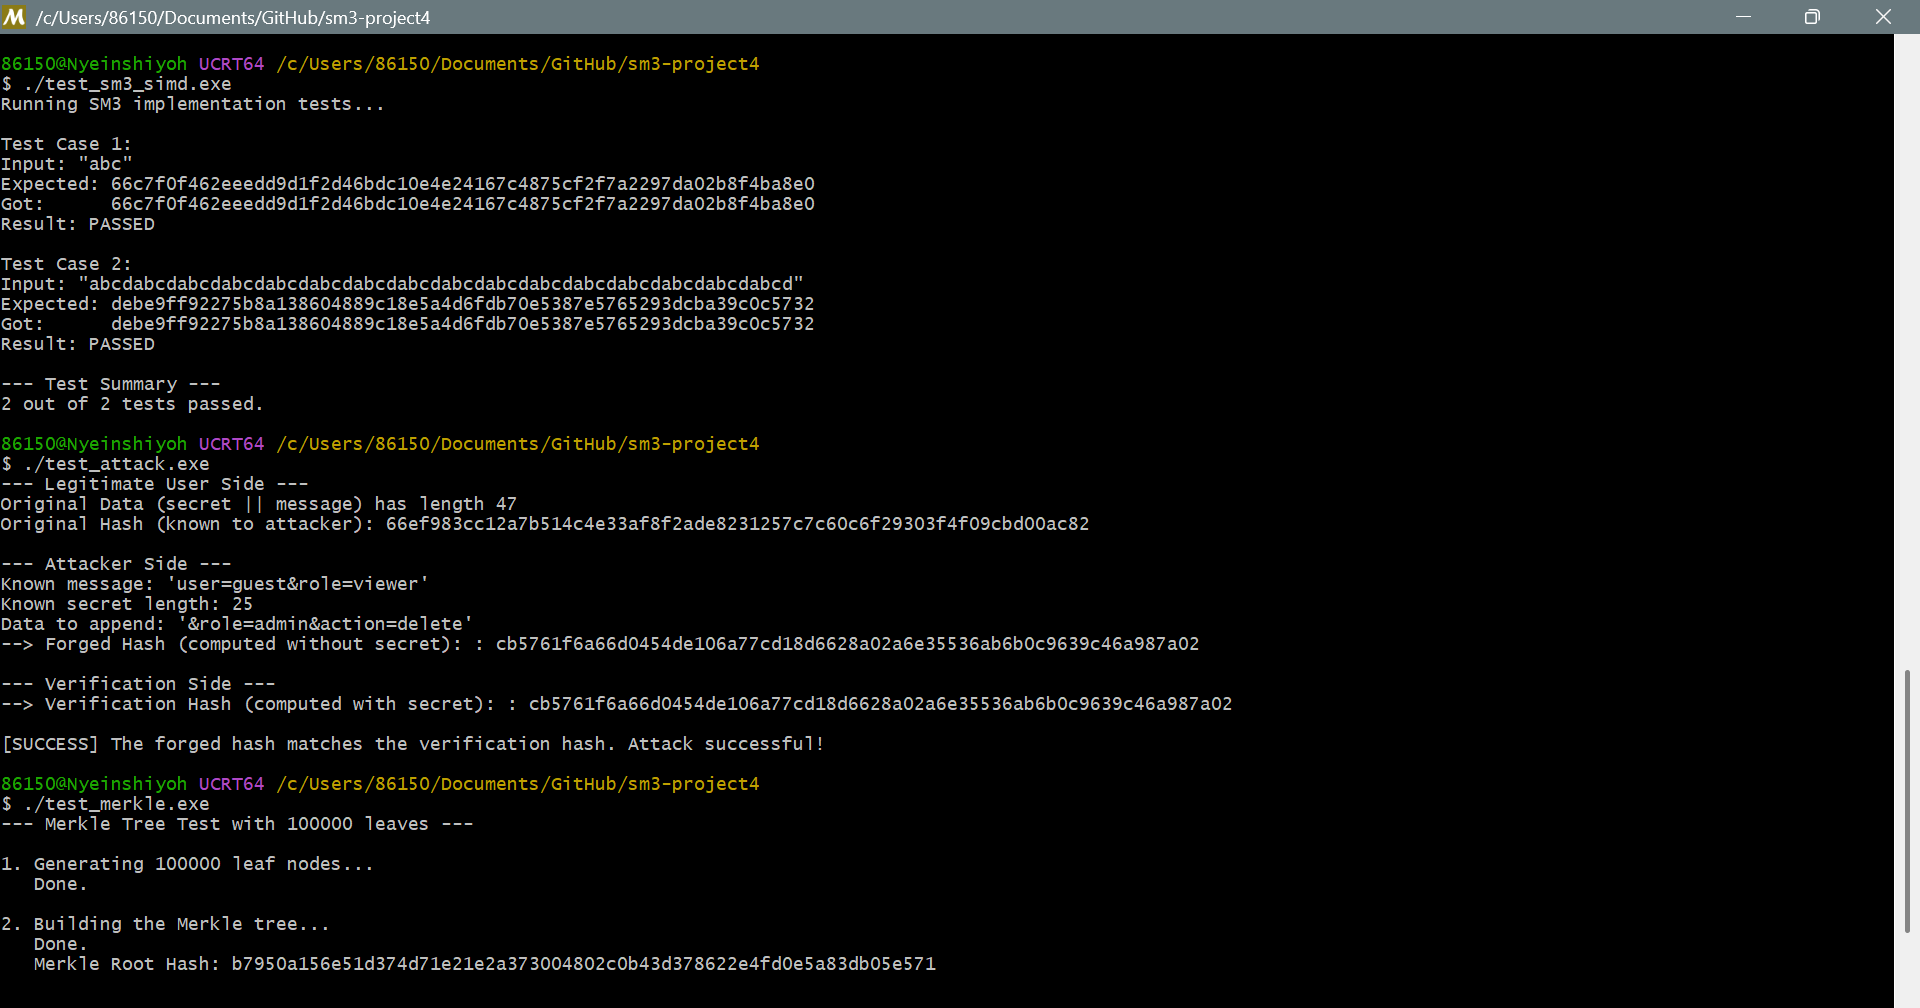 M /c/Users/86150/Documents/GitHub/sm3-project4
86150@Nyeinshiyoh UCRT64 /c/Users/86150/Documents/GitHub/sm3-project4
$ ./test_sm3_simd.exe
Running SM3 implementation tests...
Test Case 1:
Input: "abc"
Expected: 66c7f0f462eeedd9d1f2d46bdc10e4e24167c4875cf2f7a2297da02b8f4ba8e0
Got:      66c7f0f462eeedd9d1f2d46bdc10e4e24167c4875cf2f7a2297da02b8f4ba8e0
Result: PASSED
Test Case 2:
Input: "abcdabcdabcdabcdabcdabcdabcdabcdabcdabcdabcdabcdabcdabcdabcdabcd"
Expected: debe9ff92275b8a138604889c18e5a4d6fdb70e5387e5765293dcba39c0c5732
Got:      debe9ff92275b8a138604889c18e5a4d6fdb70e5387e5765293dcba39c0c5732
Result: PASSED
--- Test Summary ---
2 out of 2 tests passed.
86150@Nyeinshiyoh UCRT64 /c/Users/86150/Documents/GitHub/sm3-project4
$ ./test_attack.exe
--- Legitimate User Side ---
Original Data (secret || message) has length 47
Original Hash (known to attacker): 66ef983cc12a7b514c4e33af8f2ade8231257c7c60c6f29303f4f09cbd00ac82
--- Attacker Side ---
Known message: 'user=guest&role=viewer'
Known secret length: 25
Data to append: '&role=admin&action=delete'
--> Forged Hash (computed without secret): : cb5761f6a66d0454de106a77cd18d6628a02a6e35536ab6b0c9639c46a987a02
--- Verification Side ---
--> Verification Hash (computed with secret): : cb5761f6a66d0454de106a77cd18d6628a02a6e35536ab6b0c9639c46a987a02
[SUCCESS] The forged hash matches the verification hash. Attack successful!
86150@Nyeinshiyoh UCRT64 /c/Users/86150/Documents/GitHub/sm3-project4
$ ./test_merkle.exe
--- Merkle Tree Test with 100000 leaves ---
1. Generating 100000 leaf nodes...
   Done.
2. Building the Merkle tree...
   Done.
   Merkle Root Hash: b7950a156e51d374d71e21e2a373004802c0b43d378622e4fd0e5a83db05e571